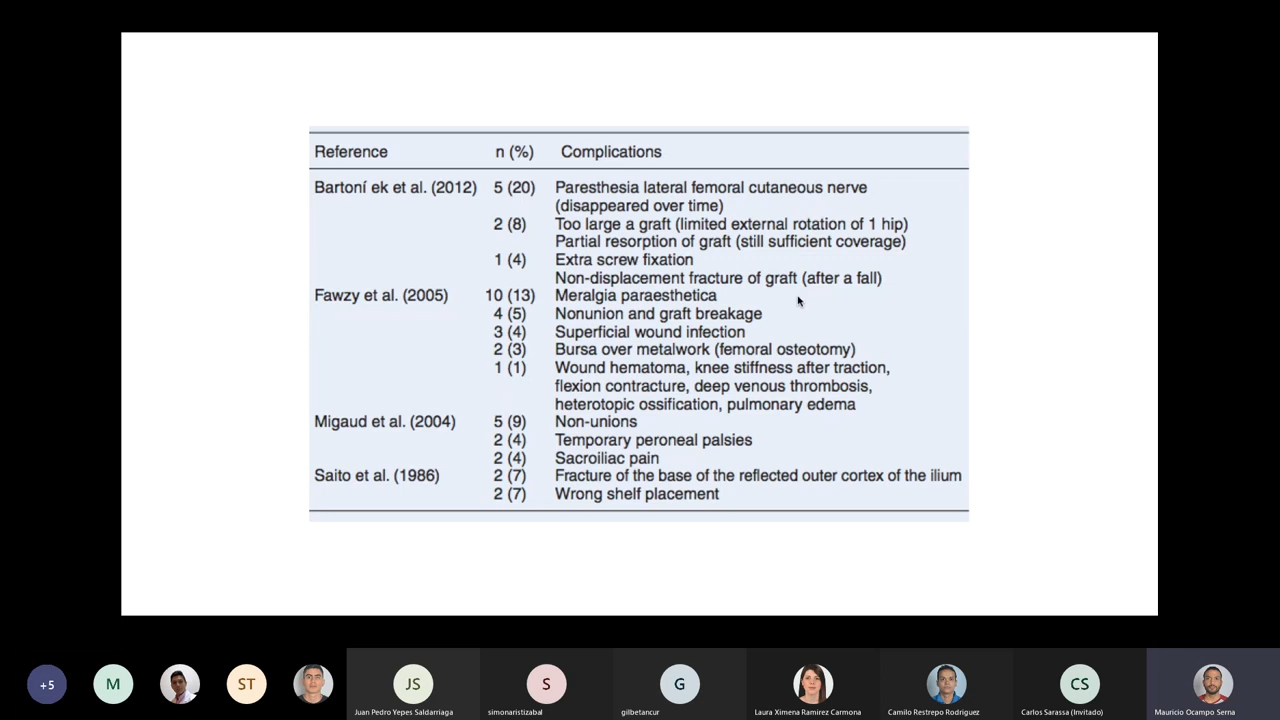 Reference n (%) Complications
Bartoní ek et al. (2012) 5 (20) Paresthesia lateral femoral cutaneous nerve
(disappeared over time)
2 (8) Too large a graft (limited external rotation of 1 hip)
Partial resorption of graft (still sufficient coverage)
1 (4) Extra screw fixation
Non-displacement fracture of graft (after a fall)
Fawzy et al. (2005) 10 (13) Meralgia paraesthetica
4 (5) Nonunion and graft breakage
3 (4) Superficial wound infection
2 (3) Bursa over metalwork (femoral osteotomy)
1 (1) Wound hematoma, knee stiffness after traction,
flexion contracture, deep venous thrombosis,
heterotopic ossification, pulmonary edema
Migaud et al. (2004) 5 (9) Non-unions
2 (4) Temporary peroneal palsies
2 (4) Sacroiliac pain
Saito et al. (1986) 2 (7) Fracture of the base of the reflected outer cortex of the ilium
2 (7) Wrong shelf placement
+5 M ST JS S G CS
Juan Pedro Yepes Saldarriaga simonaristizabal gilbetancur Laura Ximena Ramirez Carmona Camilo Restrepo Rodriguez Carlos Sarassa (Invitado) Mauricio Ocampo Serna